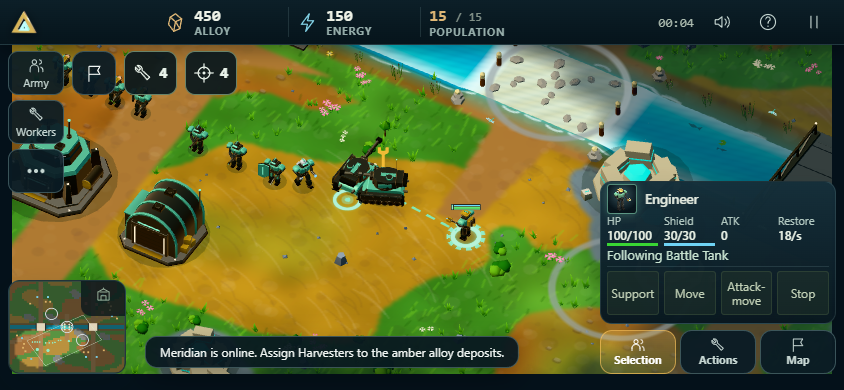 450
ALLOY
150
ENERGY
15 / 15
POPULATION
00:04
Army
4
4
Workers
Engineer
HP Shield ATK Restore
100/100 30/30 0 18/s
Following Battle Tank
Support Move Attack-move Stop
Meridian is online. Assign Harvesters to the amber alloy deposits.
Selection Actions Map